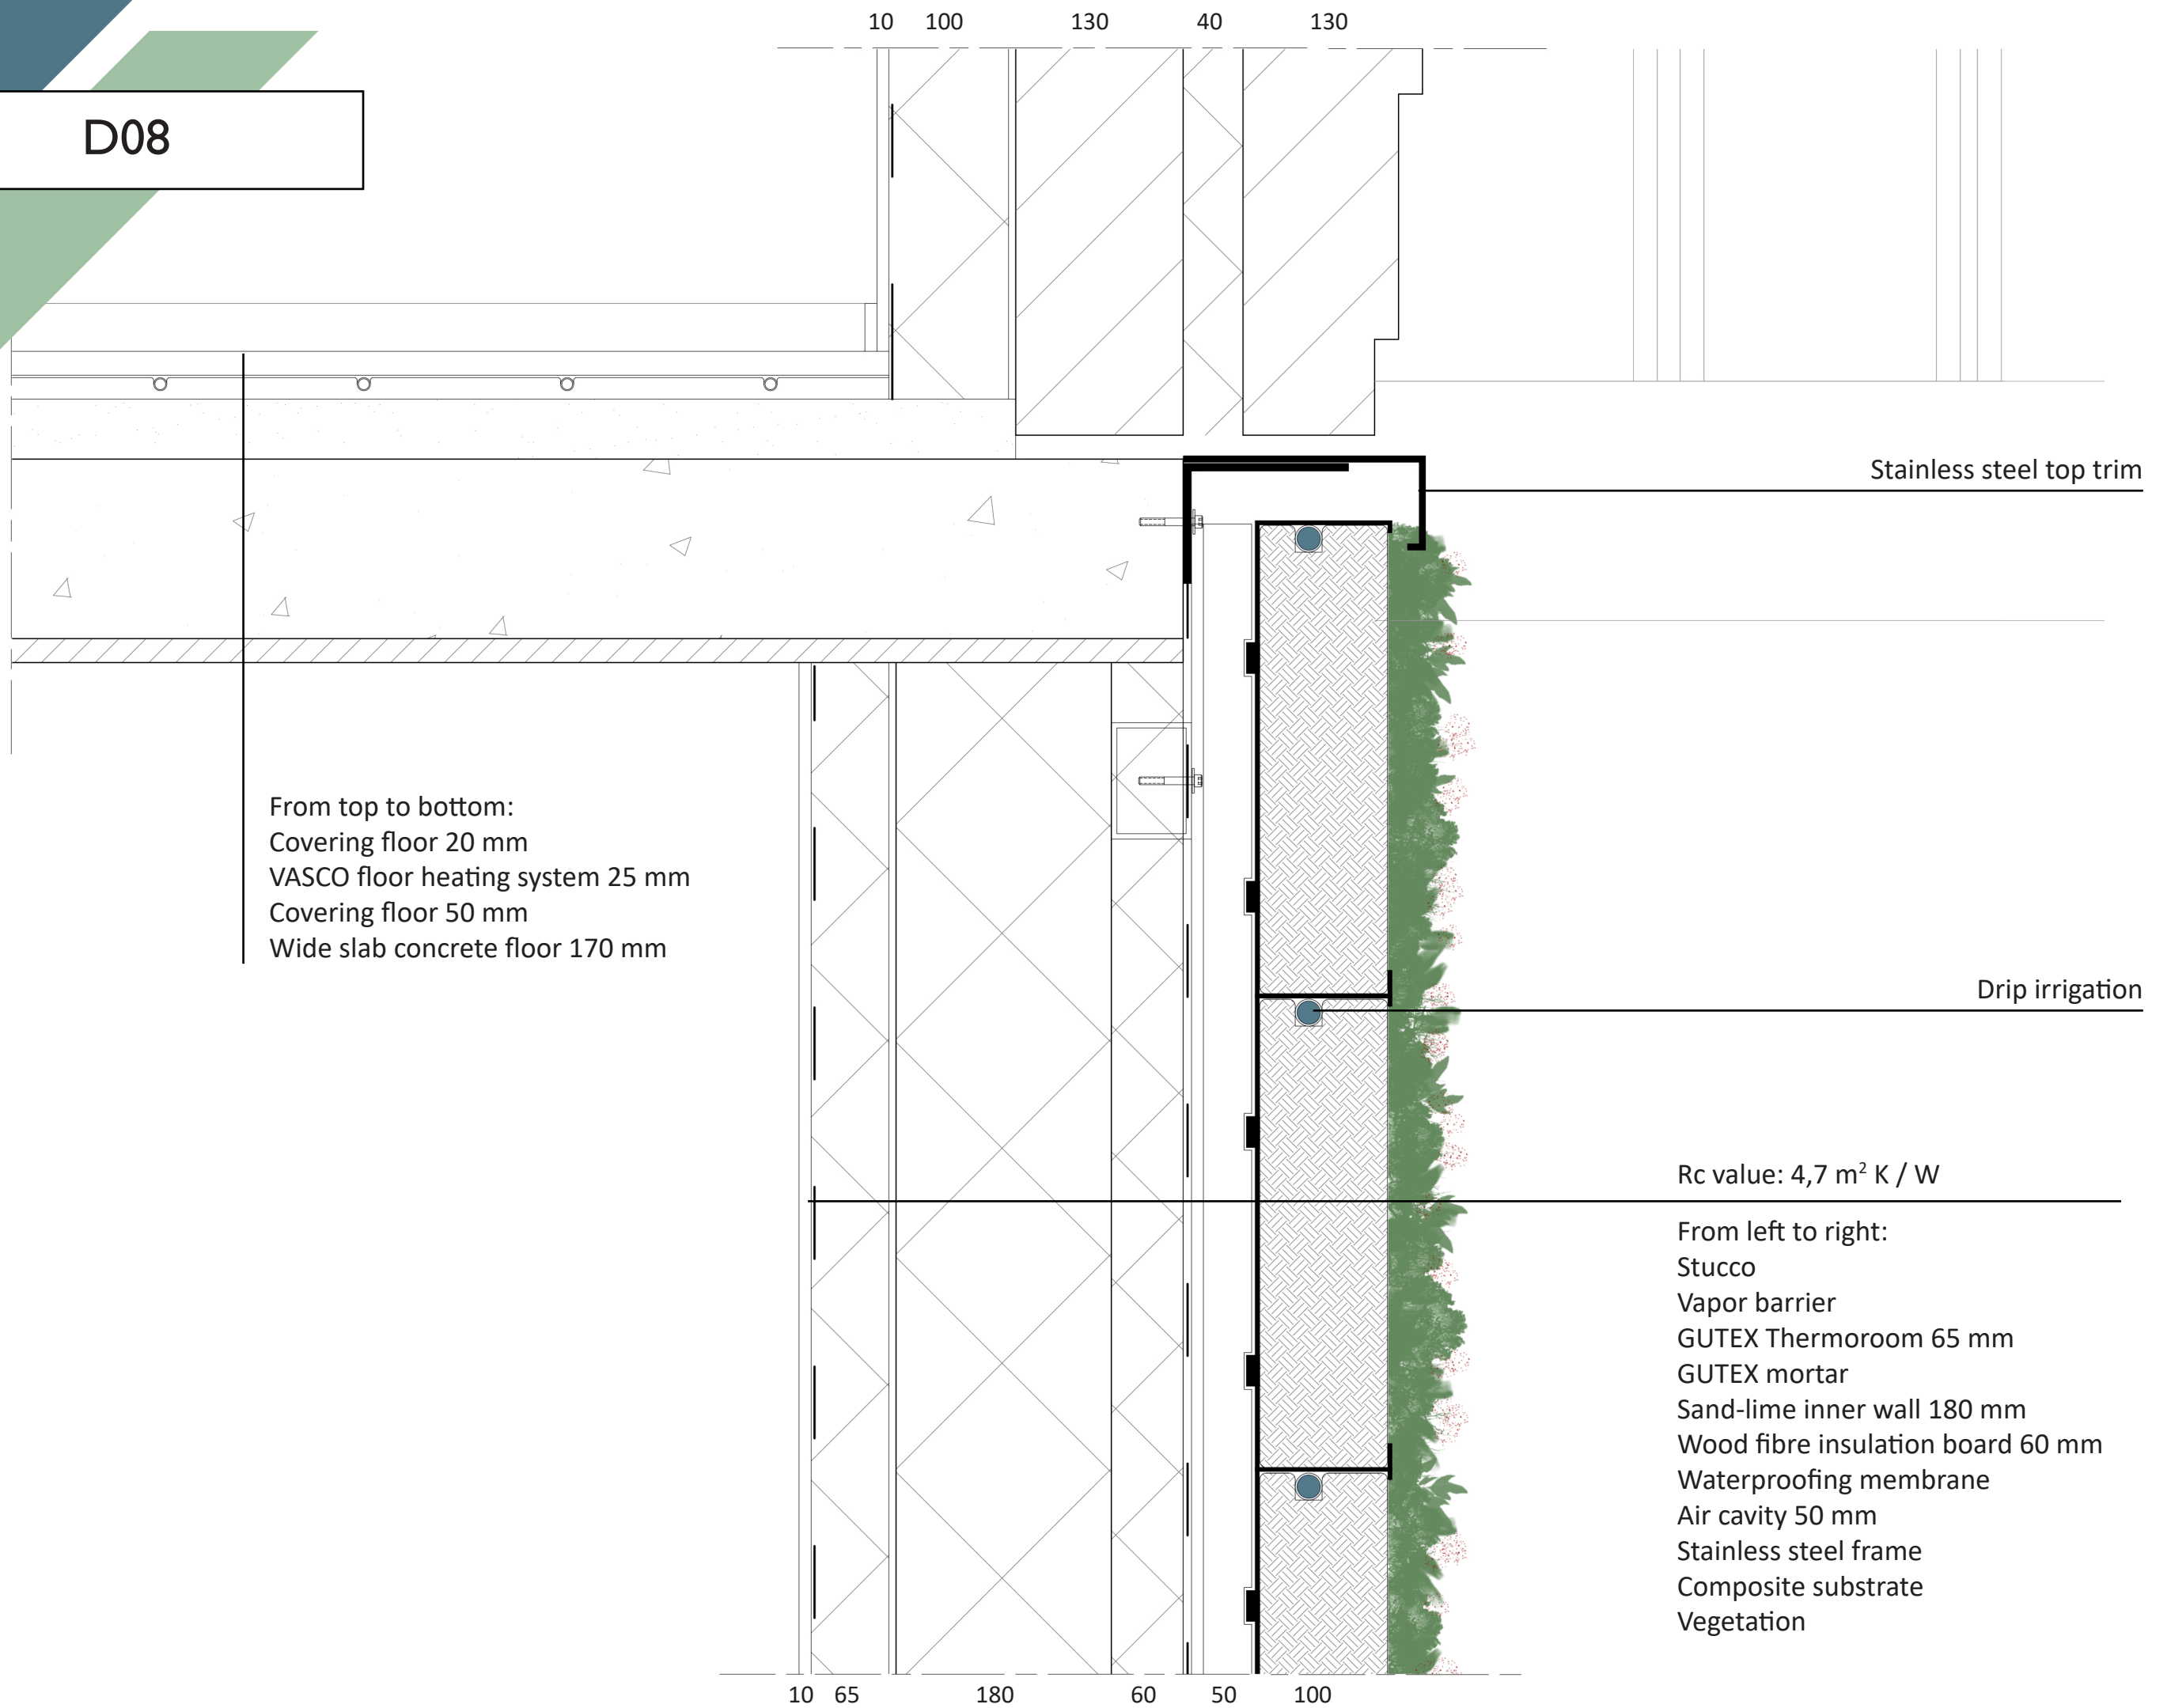 10 100 130 40 130
D08
Stainless steel top trim
From top to bottom:
Covering floor 20 mm
VASCO floor heating system 25 mm
Covering floor 50 mm
Wide slab concrete floor 170 mm
Drip irrigation
Rc value: 4,7 m² K / W
From left to right:
Stucco
Vapor barrier
GUTEX Thermoroom 65 mm
GUTEX mortar
Sand-lime inner wall 180 mm
Wood fibre insulation board 60 mm
Waterproofing membrane
Air cavity 50 mm
Stainless steel frame
Composite substrate
Vegetation
10 65 180 60 50 100